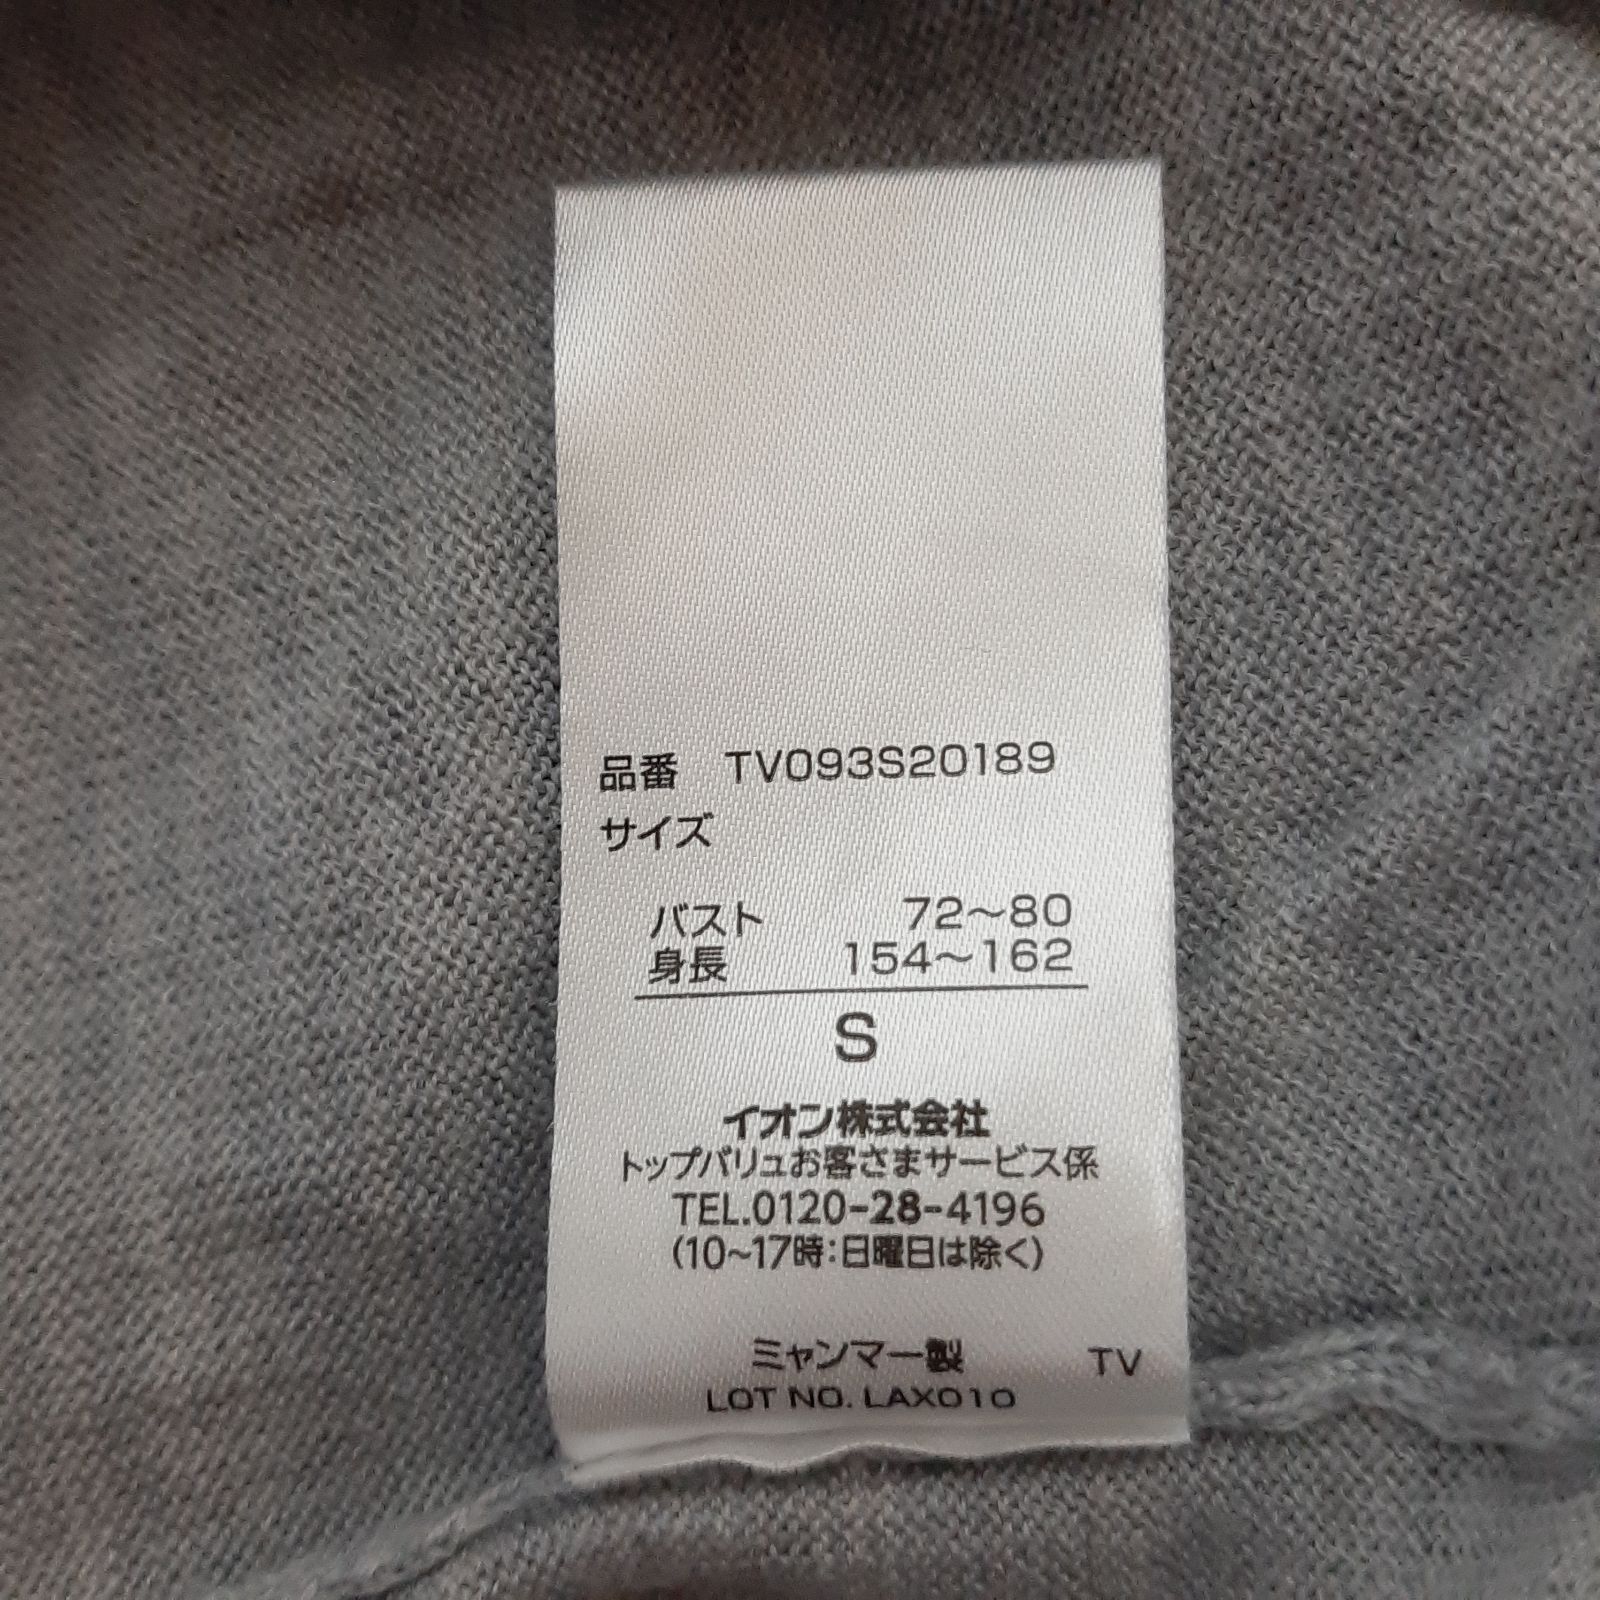 品番 TV093S20189
サイズ
バスト 72～80
身長 154～162
S
イオン株式会社
トップバリュお客さまサービス係
TEL.0120-28-4196
(10~17時:日曜日は除く)
ミャンマー製 TV
LOT NO. LAX010